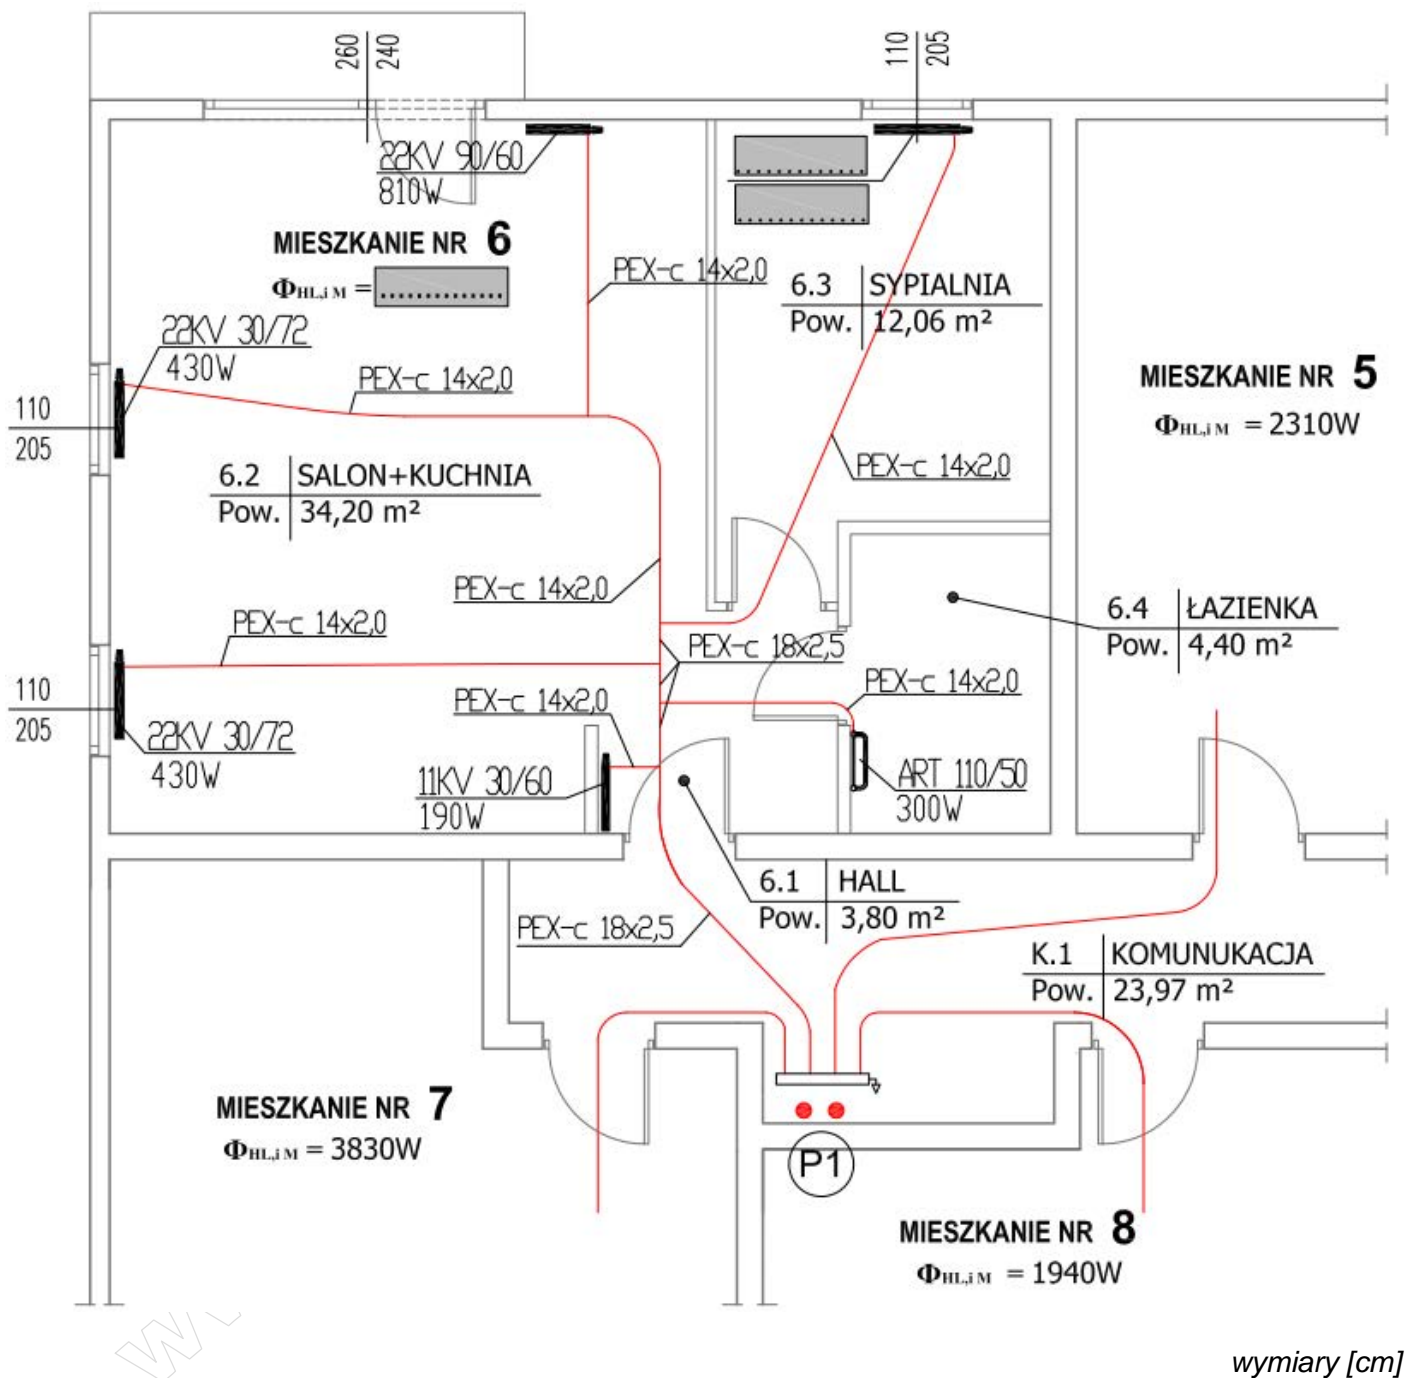 260
240
110
205
22KV 90/60
810W
MIESZKANIE NR 6
ΦHL,i M =
PEX-c 14x2,0
6.3 SYPIALNIA
Pow. 12,06 m²
22KV 30/72
430W
PEX-c 14x2,0
MIESZKANIE NR 5
ΦHL,i M = 2310W
110
205
6.2 SALON+KUCHNIA
Pow. 34,20 m²
PEX-c 14x2,0
PEX-c 14x2,0
PEX-c 14x2,0
6.4 ŁAZIENKA
Pow. 4,40 m²
PEX-c 18x2,5
PEX-c 14x2,0
PEX-c 14x2,0
110
205
22KV 30/72
430W
11KV 30/60
190W
ART 110/50
300W
6.1 HALL
Pow. 3,80 m²
PEX-c 18x2,5
K.1 KOMUNUKACJA
Pow. 23,97 m²
MIESZKANIE NR 7
ΦHL,i M = 3830W
P1
MIESZKANIE NR 8
ΦHL,i M = 1940W
w
wymiary [cm]